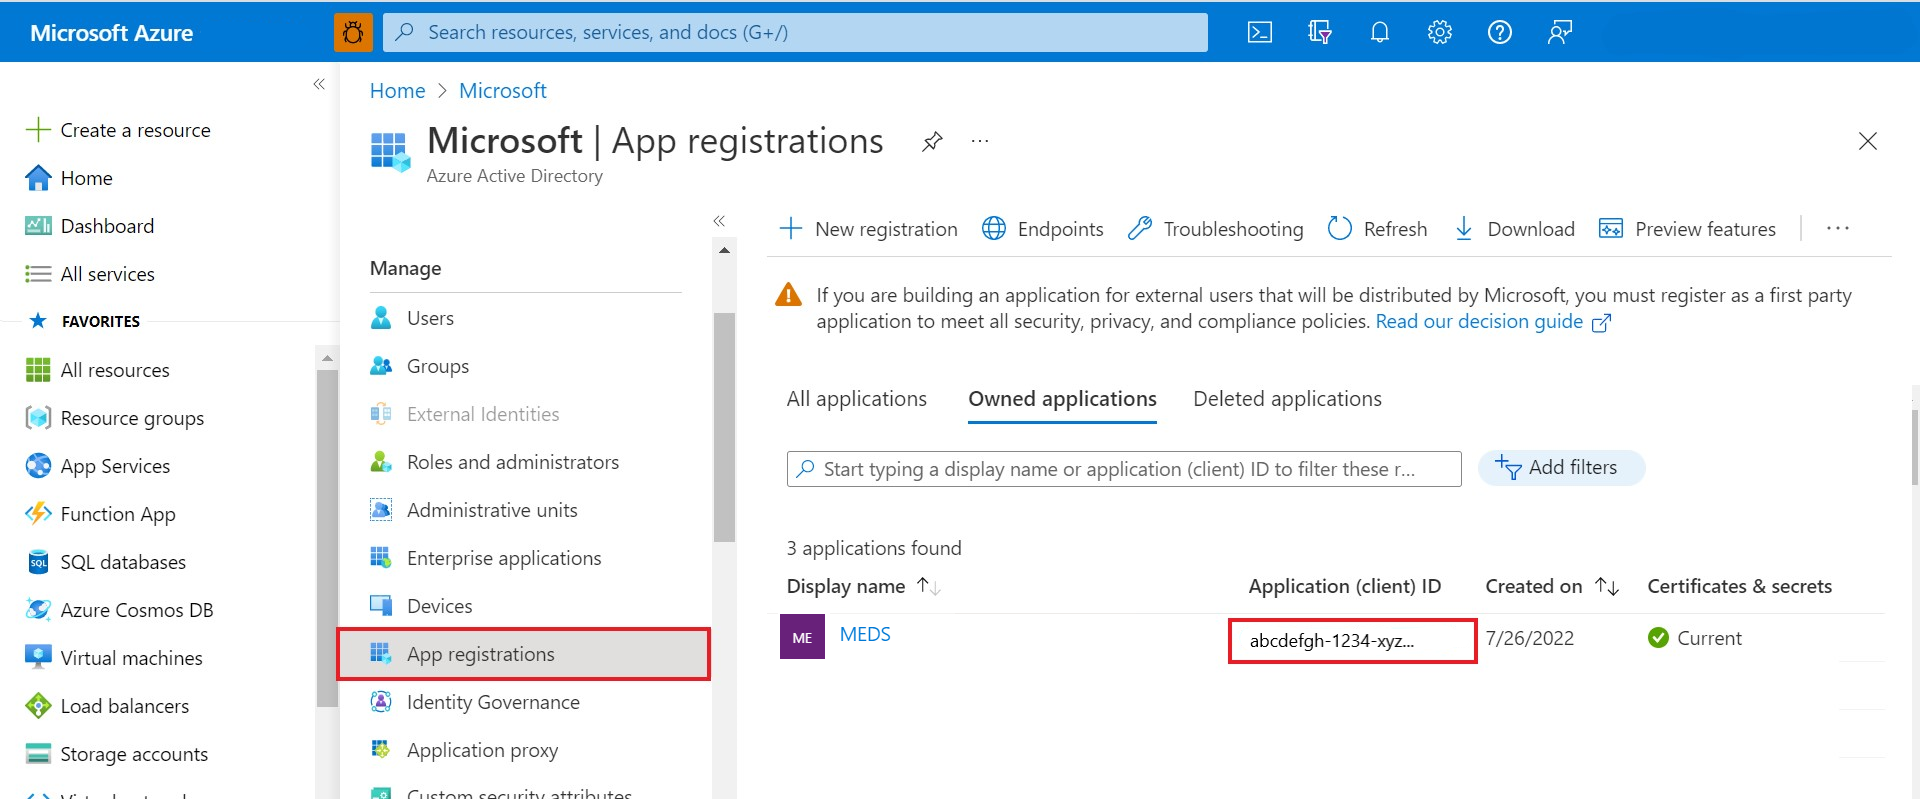 Microsoft Azure
Search resources, services, and docs (G+/)
Create a resource
Home
Dashboard
All services
FAVORITES
All resources
Resource groups
App Services
Function App
SQL databases
Azure Cosmos DB
Virtual machines
Load balancers
Storage accounts
Home > Microsoft
Microsoft | App registrations
Azure Active Directory
Manage
Users
Groups
External Identities
Roles and administrators
Administrative units
Enterprise applications
Devices
App registrations
Identity Governance
Application proxy
Custom security attributes
New registration
Endpoints
Troubleshooting
Refresh
Download
Preview features
If you are building an application for external users that will be distributed by Microsoft, you must register as a first party
application to meet all security, privacy, and compliance policies. Read our decision guide
All applications
Owned applications
Deleted applications
Start typing a display name or application (client) ID to filter these r...
Add filters
3 applications found
Display name
Application (client) ID
Created on
Certificates & secrets
ME
MEDS
abcdefgh-1234-xyz...
7/26/2022
Current